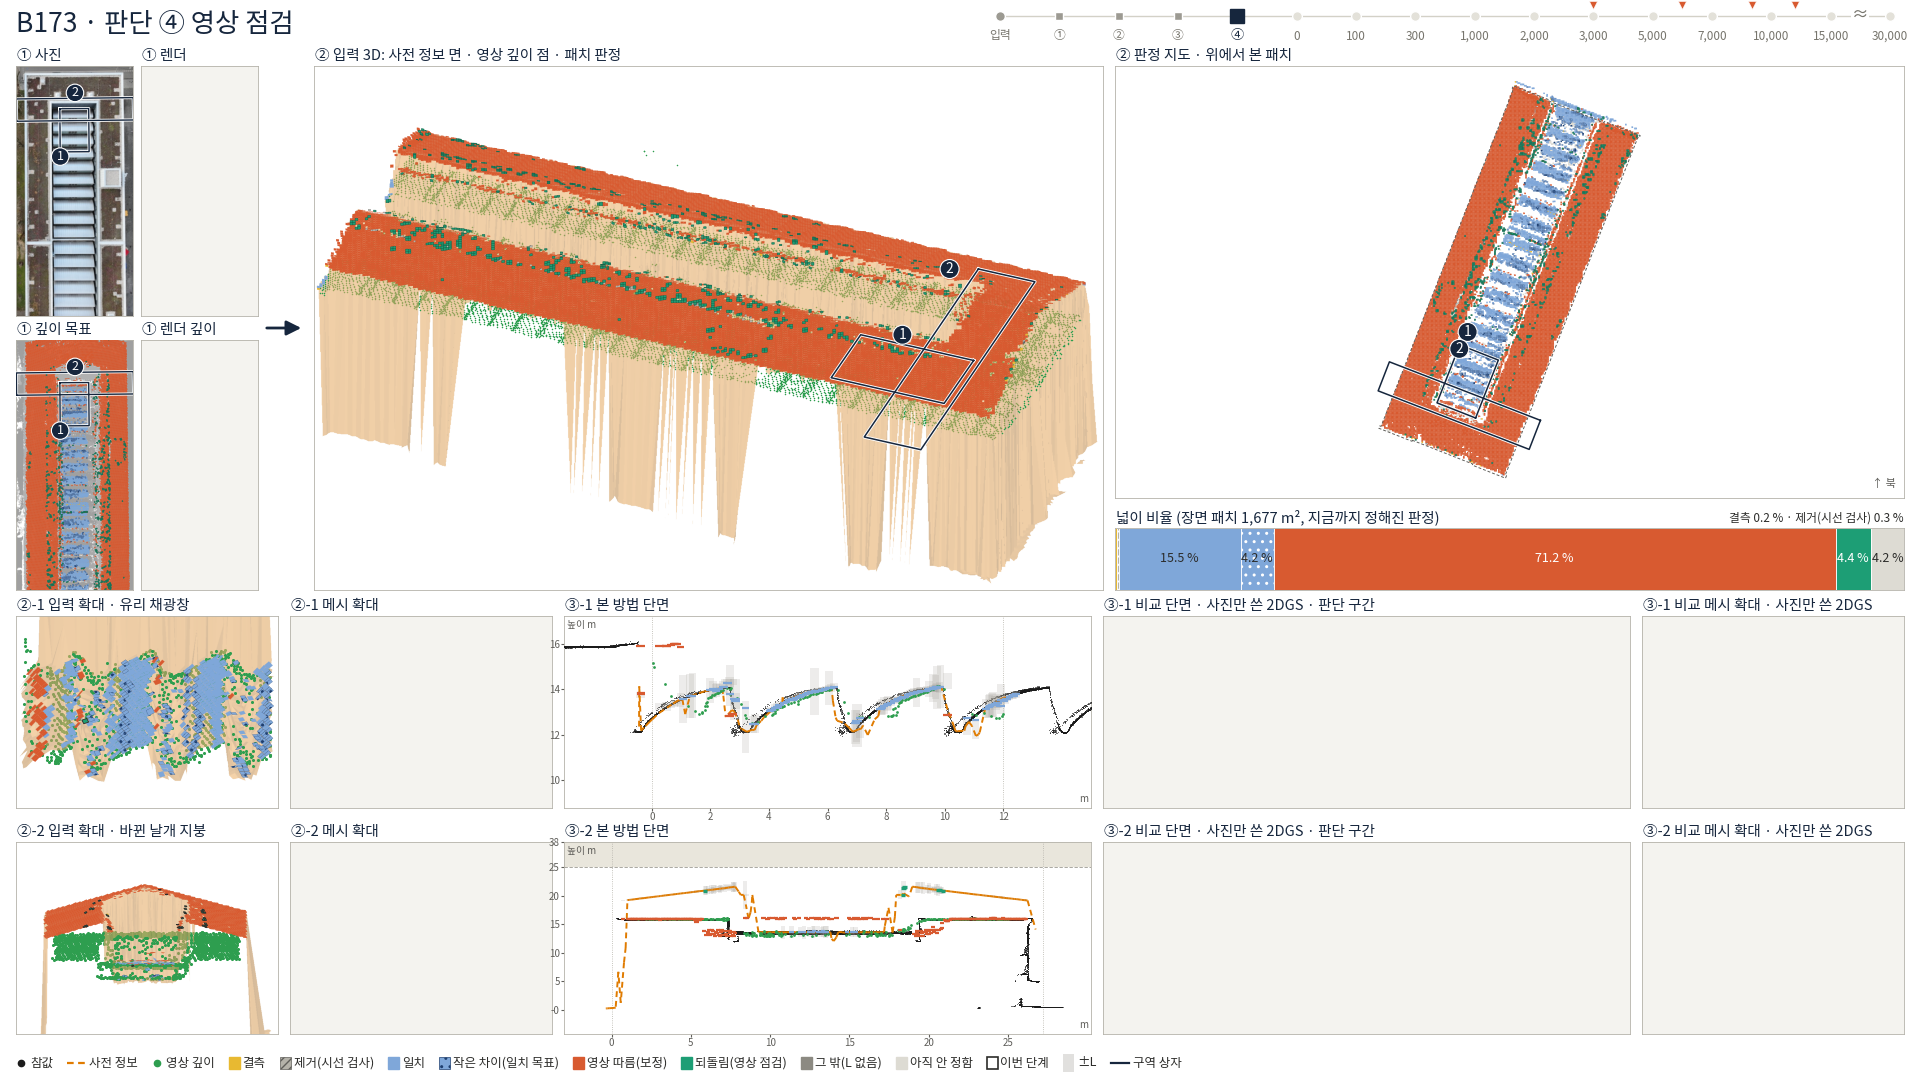 B173 · 판단 ④ 영상 점검
입력 ① ② ③ ④ 0 100 300 1,000 2,000 3,000 5,000 7,000 10,000 15,000 ≈ 30,000
① 사진
① 렌더
② 입력 3D: 사전 정보 면 · 영상 깊이 점 · 패치 판정
② 판정 지도 · 위에서 본 패치
2
1
① 깊이 목표
① 렌더 깊이
2
1
2
1
1
2
↑ 북
넓이 비율 (장면 패치 1,677 m², 지금까지 정해진 판정)
결측 0.2 % · 제거(시선 검사) 0.3 %
15.5 % 4.2 % 71.2 % 4.4 % 4.2 %
②-1 입력 확대 · 유리 채광창
②-1 메시 확대
③-1 본 방법 단면
③-1 비교 단면 · 사진만 쓴 2DGS · 판단 구간
③-1 비교 메시 확대 · 사진만 쓴 2DGS
높이 m
16
14
12
10
m
0 2 4 6 8 10 12
②-2 입력 확대 · 바뀐 날개 지붕
②-2 메시 확대
③-2 본 방법 단면
③-2 비교 단면 · 사진만 쓴 2DGS · 판단 구간
③-2 비교 메시 확대 · 사진만 쓴 2DGS
높이 m
38
25
20
15
10
5
0
m
0 5 10 15 20 25
참값 사전 정보 영상 깊이 결측 제거(시선 검사) 일치 작은 차이(일치 목표) 영상 따름(보정) 되돌림(영상 점검) 그 밖(L 없음) 아직 안 정함 이번 단계 ±L 구역 상자